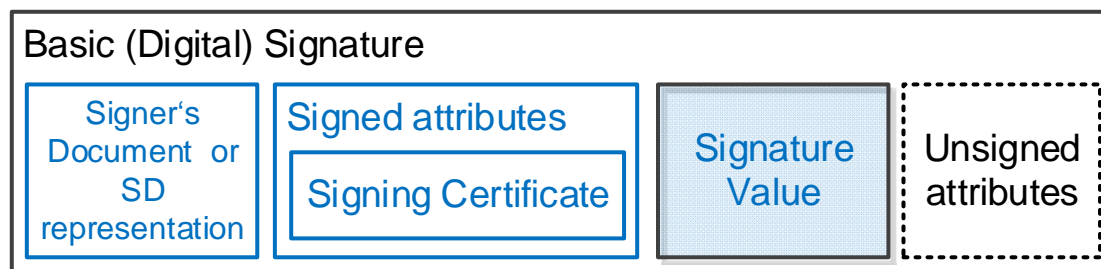 Basic (Digital) Signature
Signer‘s
Document or
SD
representation
Signed attributes
Signing Certificate
Signature
Value
Unsigned
attributes